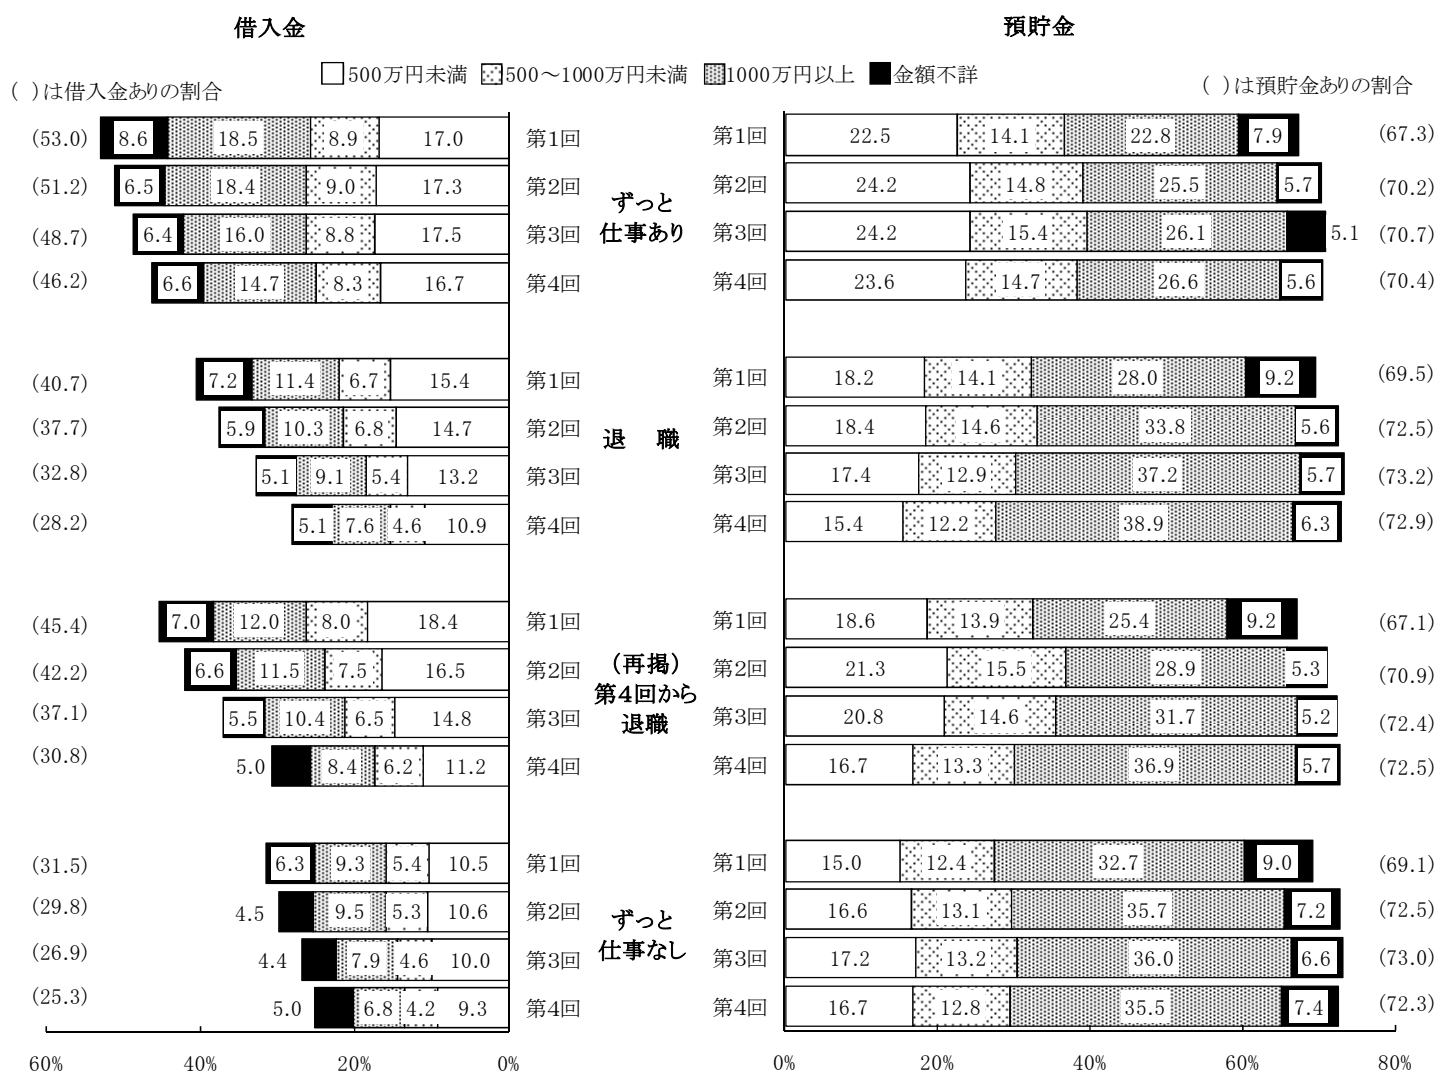 借入金 預貯金
500万円未満 500～1000万円未満 1000万円以上 金額不詳
( )は借入金ありの割合 ( )は預貯金ありの割合
(53.0) 8.6 18.5 8.9 17.0 第1回 第1回 22.5 14.1 22.8 7.9 (67.3)
(51.2) 6.5 18.4 9.0 17.3 第2回 第2回 24.2 14.8 25.5 5.7 (70.2)
ずっと
仕事あり
(48.7) 6.4 16.0 8.8 17.5 第3回 第3回 24.2 15.4 26.1 5.1 (70.7)
(46.2) 6.6 14.7 8.3 16.7 第4回 第4回 23.6 14.7 26.6 5.6 (70.4)
(40.7) 7.2 11.4 6.7 15.4 第1回 第1回 18.2 14.1 28.0 9.2 (69.5)
(37.7) 5.9 10.3 6.8 14.7 第2回 第2回 18.4 14.6 33.8 5.6 (72.5)
退 職
(32.8) 5.1 9.1 5.4 13.2 第3回 第3回 17.4 12.9 37.2 5.7 (73.2)
(28.2) 5.1 7.6 4.6 10.9 第4回 第4回 15.4 12.2 38.9 6.3 (72.9)
(45.4) 7.0 12.0 8.0 18.4 第1回 第1回 18.6 13.9 25.4 9.2 (67.1)
(42.2) 6.6 11.5 7.5 16.5 第2回 第2回 21.3 15.5 28.9 5.3 (70.9)
(再掲)
第4回から
退職
(37.1) 5.5 10.4 6.5 14.8 第3回 第3回 20.8 14.6 31.7 5.2 (72.4)
(30.8) 5.0 8.4 6.2 11.2 第4回 第4回 16.7 13.3 36.9 5.7 (72.5)
(31.5) 6.3 9.3 5.4 10.5 第1回 第1回 15.0 12.4 32.7 9.0 (69.1)
(29.8) 4.5 9.5 5.3 10.6 第2回 第2回 16.6 13.1 35.7 7.2 (72.5)
ずっと
仕事なし
(26.9) 4.4 7.9 4.6 10.0 第3回 第3回 17.2 13.2 36.0 6.6 (73.0)
(25.3) 5.0 6.8 4.2 9.3 第4回 第4回 16.7 12.8 35.5 7.4 (72.3)
60% 40% 20% 0% 0% 20% 40% 60% 80%